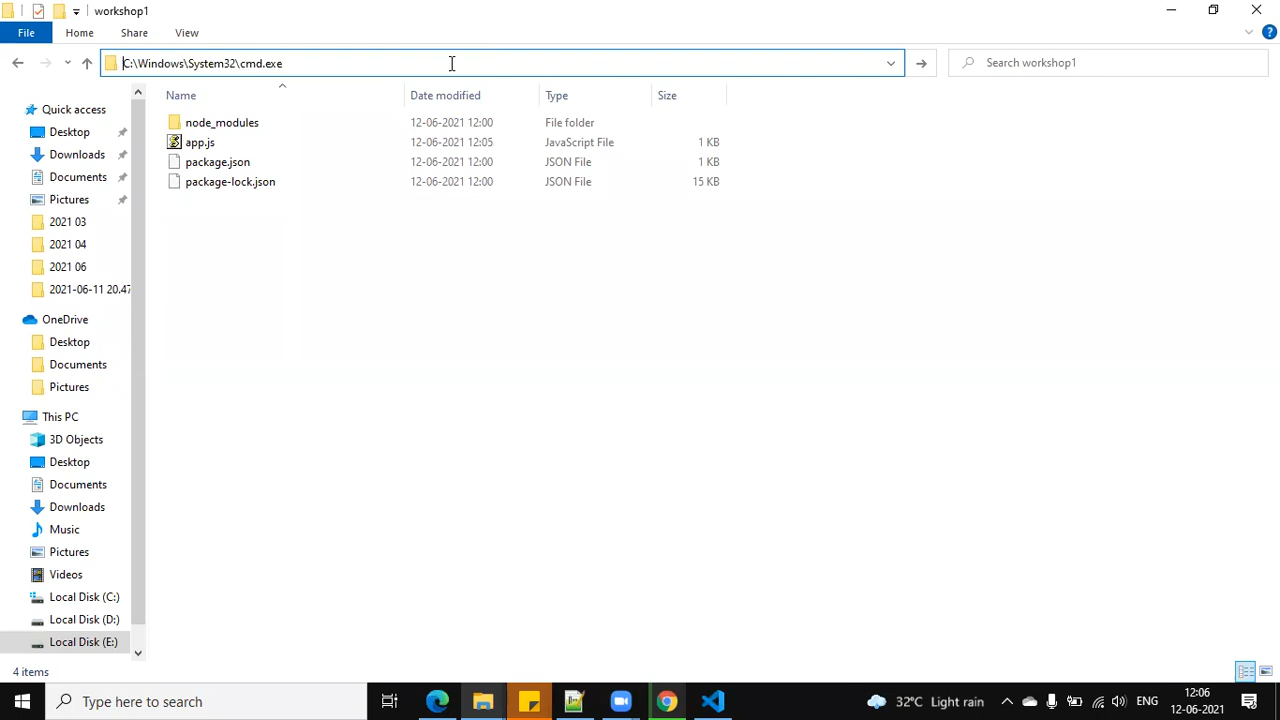 workshop1
File Home Share View
C:\Windows\System32\cmd.exe
Search workshop1
Name Date modified Type Size
node_modules 12-06-2021 12:00 File folder
app.js 12-06-2021 12:05 JavaScript File 1 KB
package.json 12-06-2021 12:00 JSON File 1 KB
package-lock.json 12-06-2021 12:00 JSON File 15 KB
Quick access
Desktop
Downloads
Documents
Pictures
2021 03
2021 04
2021 06
2021-06-11 20.47
OneDrive
Desktop
Documents
Pictures
This PC
3D Objects
Desktop
Documents
Downloads
Music
Pictures
Videos
Local Disk (C:)
Local Disk (D:)
Local Disk (E:)
4 items
Type here to search
32°C Light rain
ENG
12:06
12-06-2021